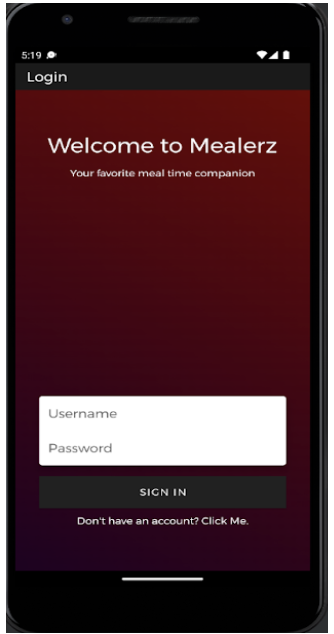 5:19
Login
Welcome to Mealerz
Your favorite meal time companion
Username
Password
SIGN IN
Don't have an account? Click Me.